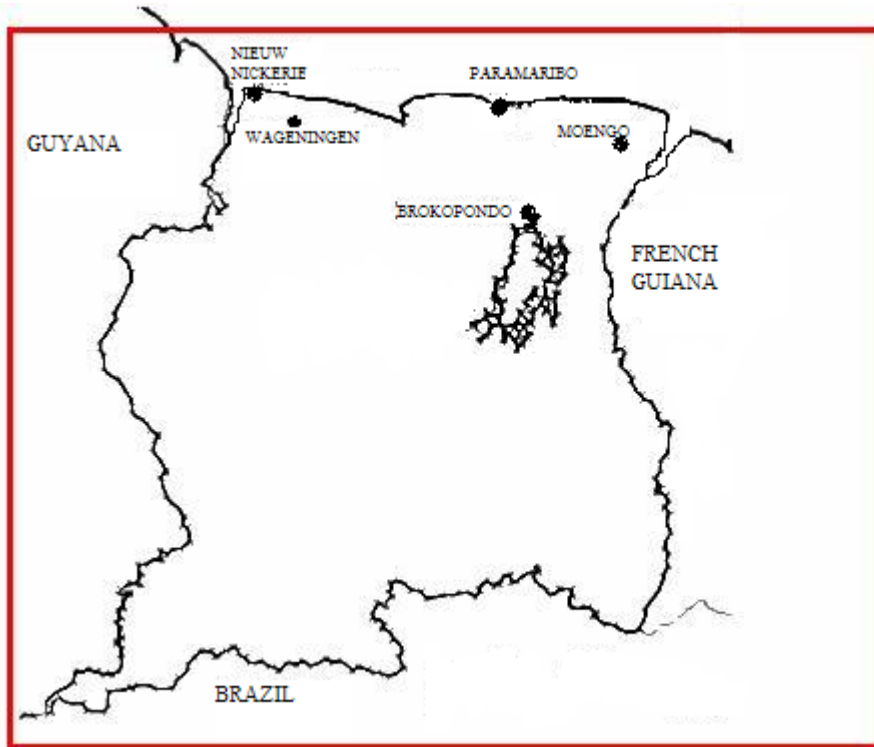 NIEUW
NICKERIE
PARAMARIBO
WAGENINGEN
MOENGO
GUYANA
BROKOPONDO
FRENCH
GUIANA
BRAZIL